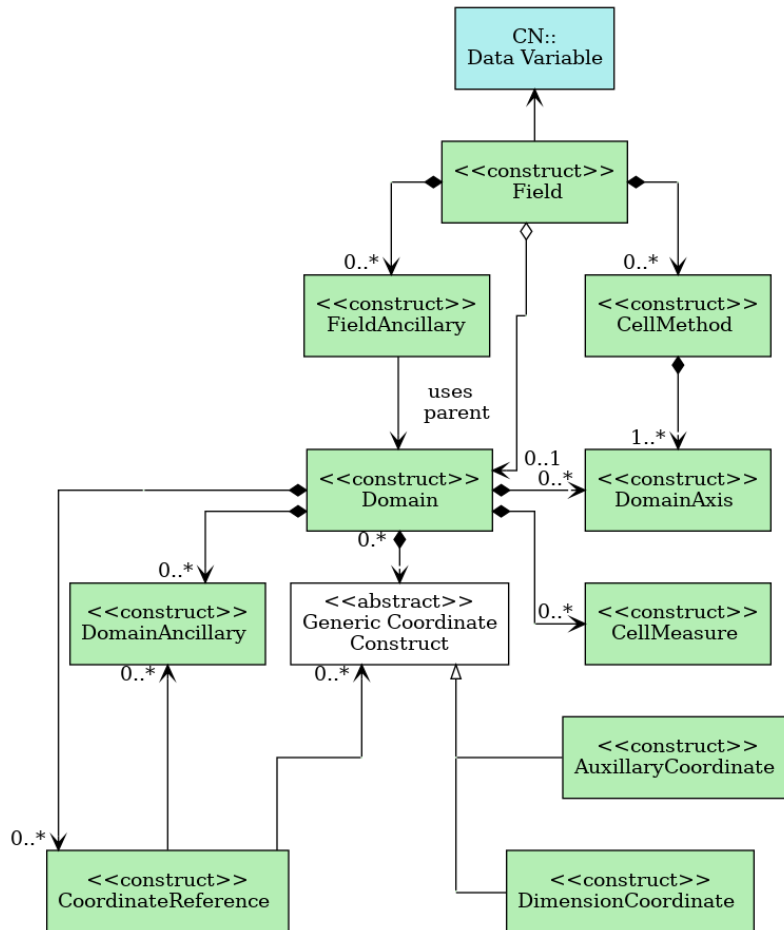 CN::
Data Variable
<<construct>>
Field
0..*
0..*
<<construct>>
FieldAncillary
<<construct>>
CellMethod
uses
parent
1..*
0..1
0..*
<<construct>>
Domain
<<construct>>
DomainAxis
0.*
0..*
<<construct>>
DomainAncillary
<<abstract>>
Generic Coordinate
Construct
0..*
<<construct>>
CellMeasure
0..*
0..*
<<construct>>
AuxillaryCoordinate
0..*
<<construct>>
CoordinateReference
<<construct>>
DimensionCoordinate